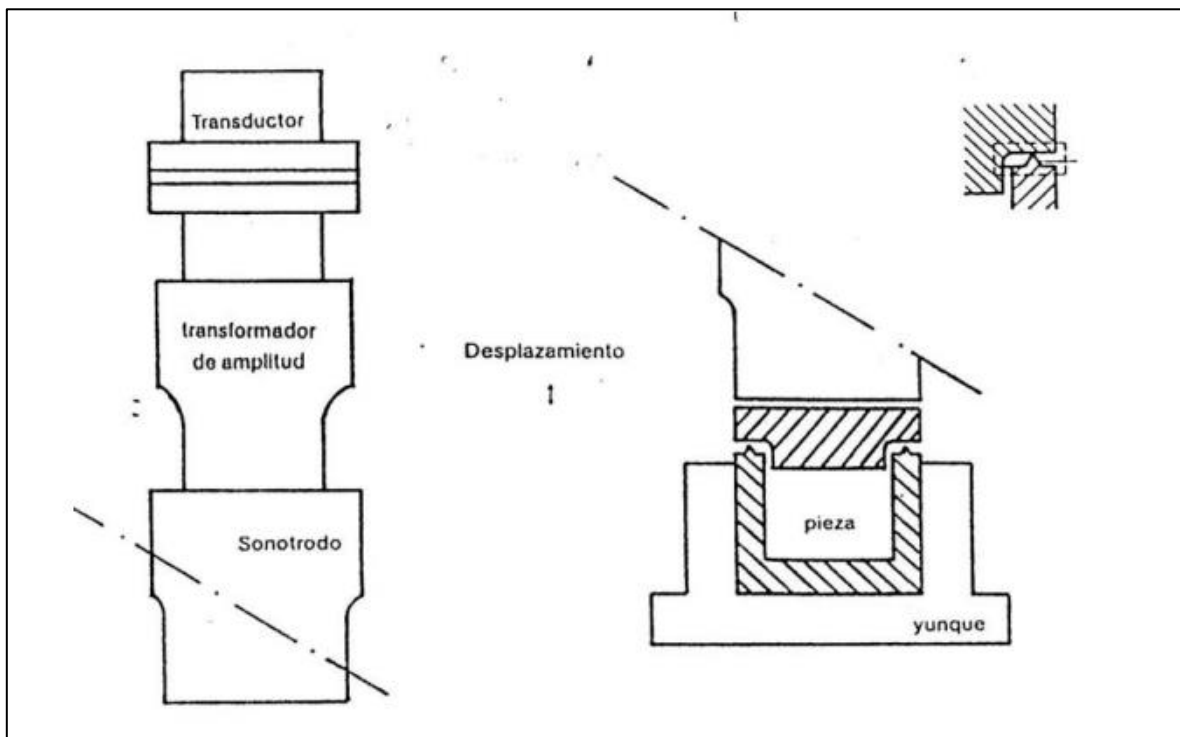 Transductor
transformador
de amplitud
Desplazamiento
Sonotrodo
pieza
yunque